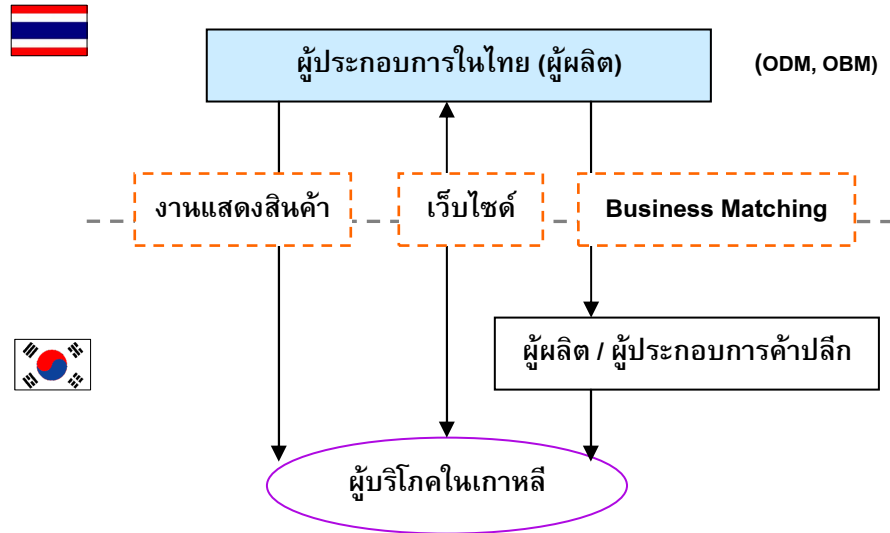 ผู้ประกอบการในไทย (ผู้ผลิต)
(ODM, OBM)
งานแสดงสินค้า
เว็บไซด์
Business Matching
ผู้ผลิต / ผู้ประกอบการค้าปลีก
ผู้บริโภคในเกาหลี